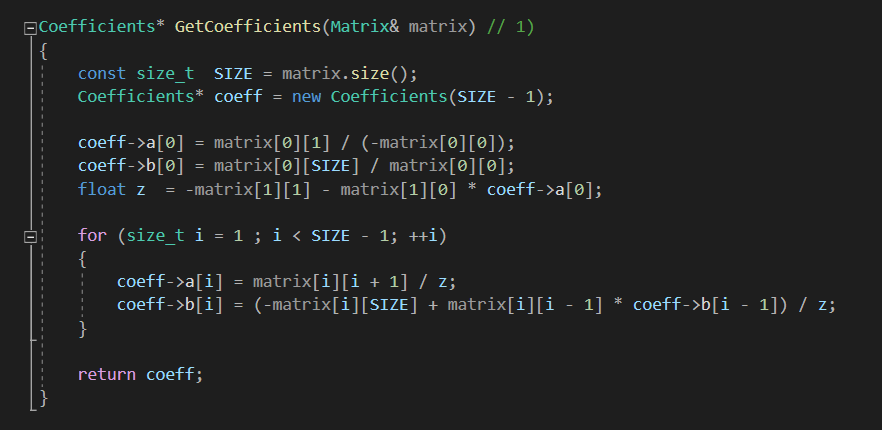 Coefficients* GetCoefficients(Matrix& matrix) // 1)
{
const size_t  SIZE = matrix.size();
Coefficients* coeff = new Coefficients(SIZE - 1);
coeff->a[0] = matrix[0][1] / (-matrix[0][0]);
coeff->b[0] = matrix[0][SIZE] / matrix[0][0];
float z  = -matrix[1][1] - matrix[1][0] * coeff->a[0];
for (size_t i = 1 ; i < SIZE - 1; ++i)
{
coeff->a[i] = matrix[i][i + 1] / z;
coeff->b[i] = (-matrix[i][SIZE] + matrix[i][i - 1] * coeff->b[i - 1]) / z;
}
return coeff;
}